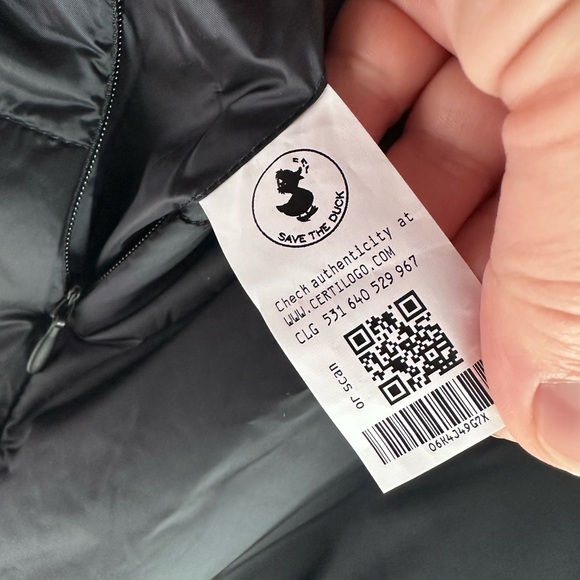 SAVE THE DUCK
Check authenticity at
WWW.CERTILOGO.COM
CLG 531 640 529 967
or scan
06K4J49G7X